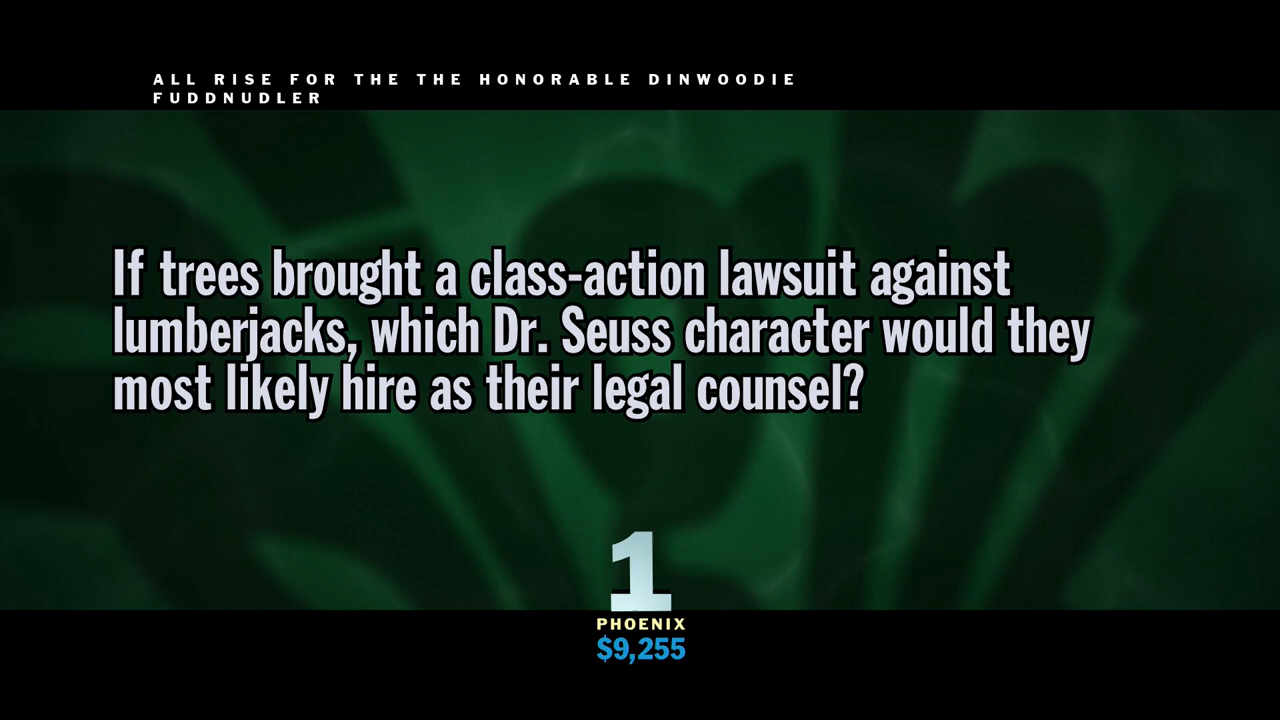 ALL RISE FOR THE THE HONORABLE DINWOODIE
FUDDNUDLER
If trees brought a class-action lawsuit against
lumberjacks, which Dr. Seuss character would they
most likely hire as their legal counsel?
1
PHOENIX
$9,255